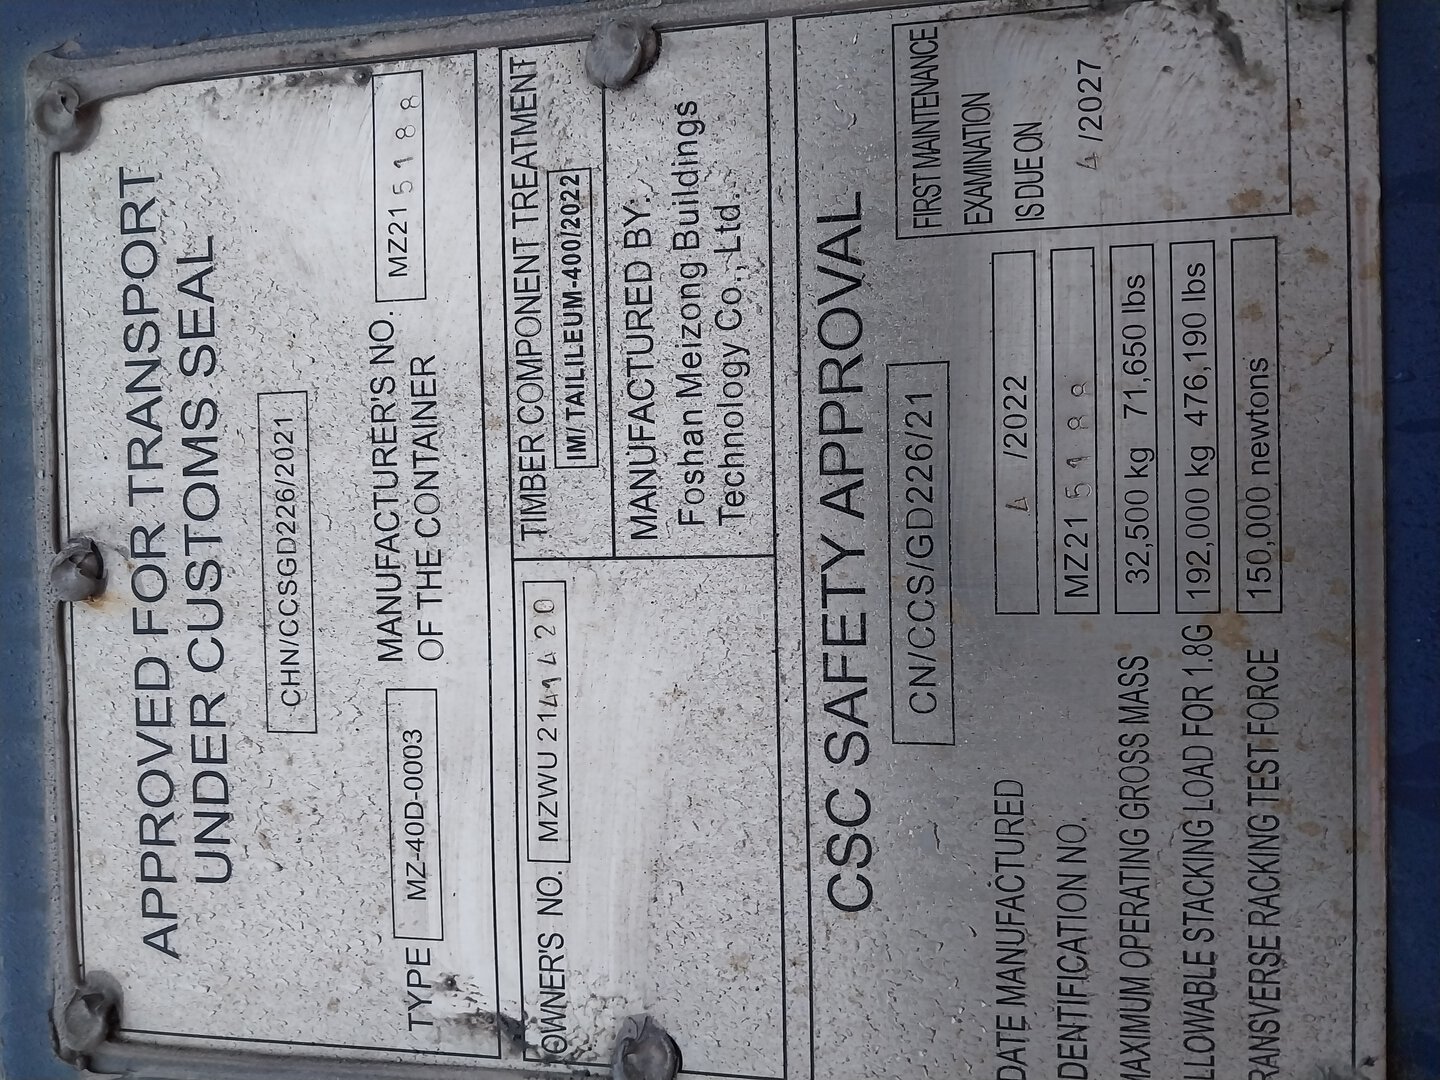 APPROVED FOR TRANSPORT
UNDER CUSTOMS SEAL
CHN/CCSGD226/2021
TYPE MZ-40D-0003 MANUFACTURER'S NO. MZ21 5188
OF THE CONTAINER
OWNER'S NO. MZWU 214142 0
TIMBER COMPONENT TREATMENT
IM/TAILILEUM-400/2022
MANUFACTURED BY:
Foshan Meizong Buildings
Technology Co., Ltd.
CSC SAFETY APPROVAL
CN/CCS/GD226/21
DATE MANUFACTURED 4 /2022
IDENTIFICATION NO. MZ21 5188
MAXIMUM OPERATING GROSS MASS 32,500 kg 71,650 lbs
ALLOWABLE STACKING LOAD FOR 1.8G 192,000 kg 476,190 lbs
TRANSVERSE RACKING TEST FORCE 150,000 newtons
FIRST MAINTENANCE
EXAMINATION
IS DUE ON
4 /2027